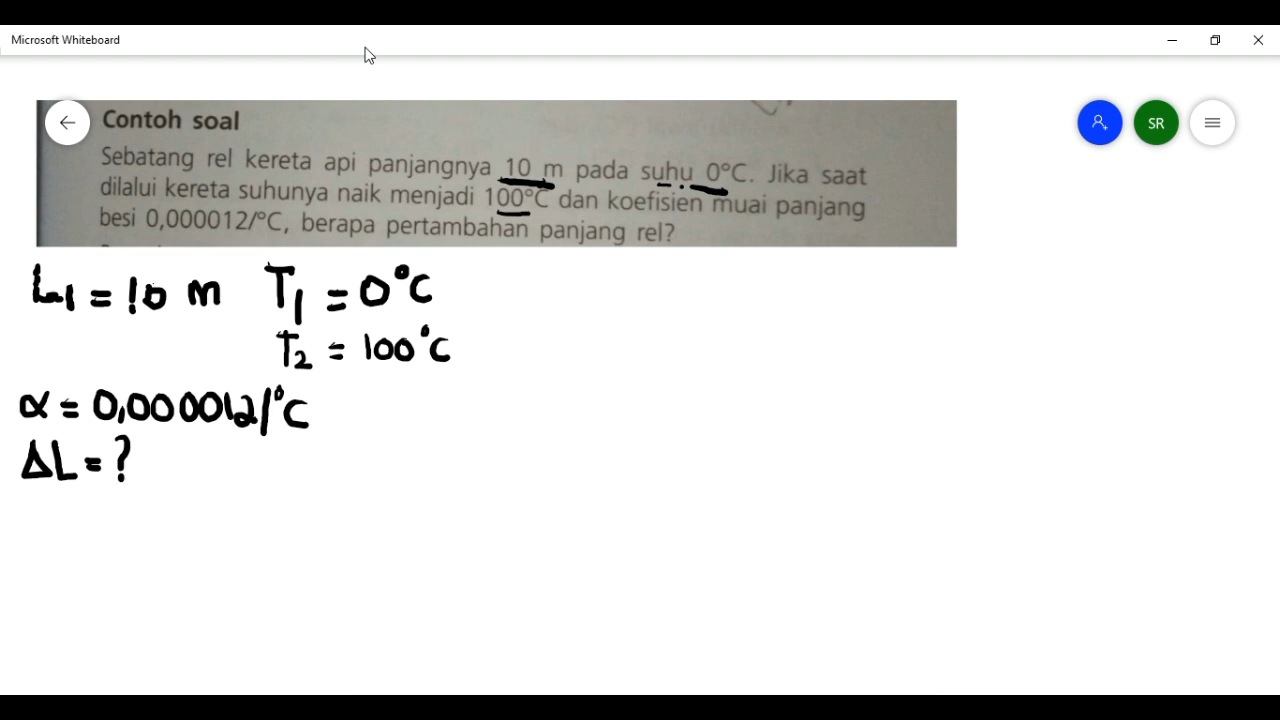 Microsoft Whiteboard
SR
Contoh soal
Sebatang rel kereta api panjangnya 10 m pada suhu 0°C. Jika saat
dilalui kereta suhunya naik menjadi 100°C dan koefisien muai panjang
besi 0,000012/°C, berapa pertambahan panjang rel?
L1 = 10 m T1 = 0°C
T2 = 100°C
α = 0,000012/°C
ΔL = ?